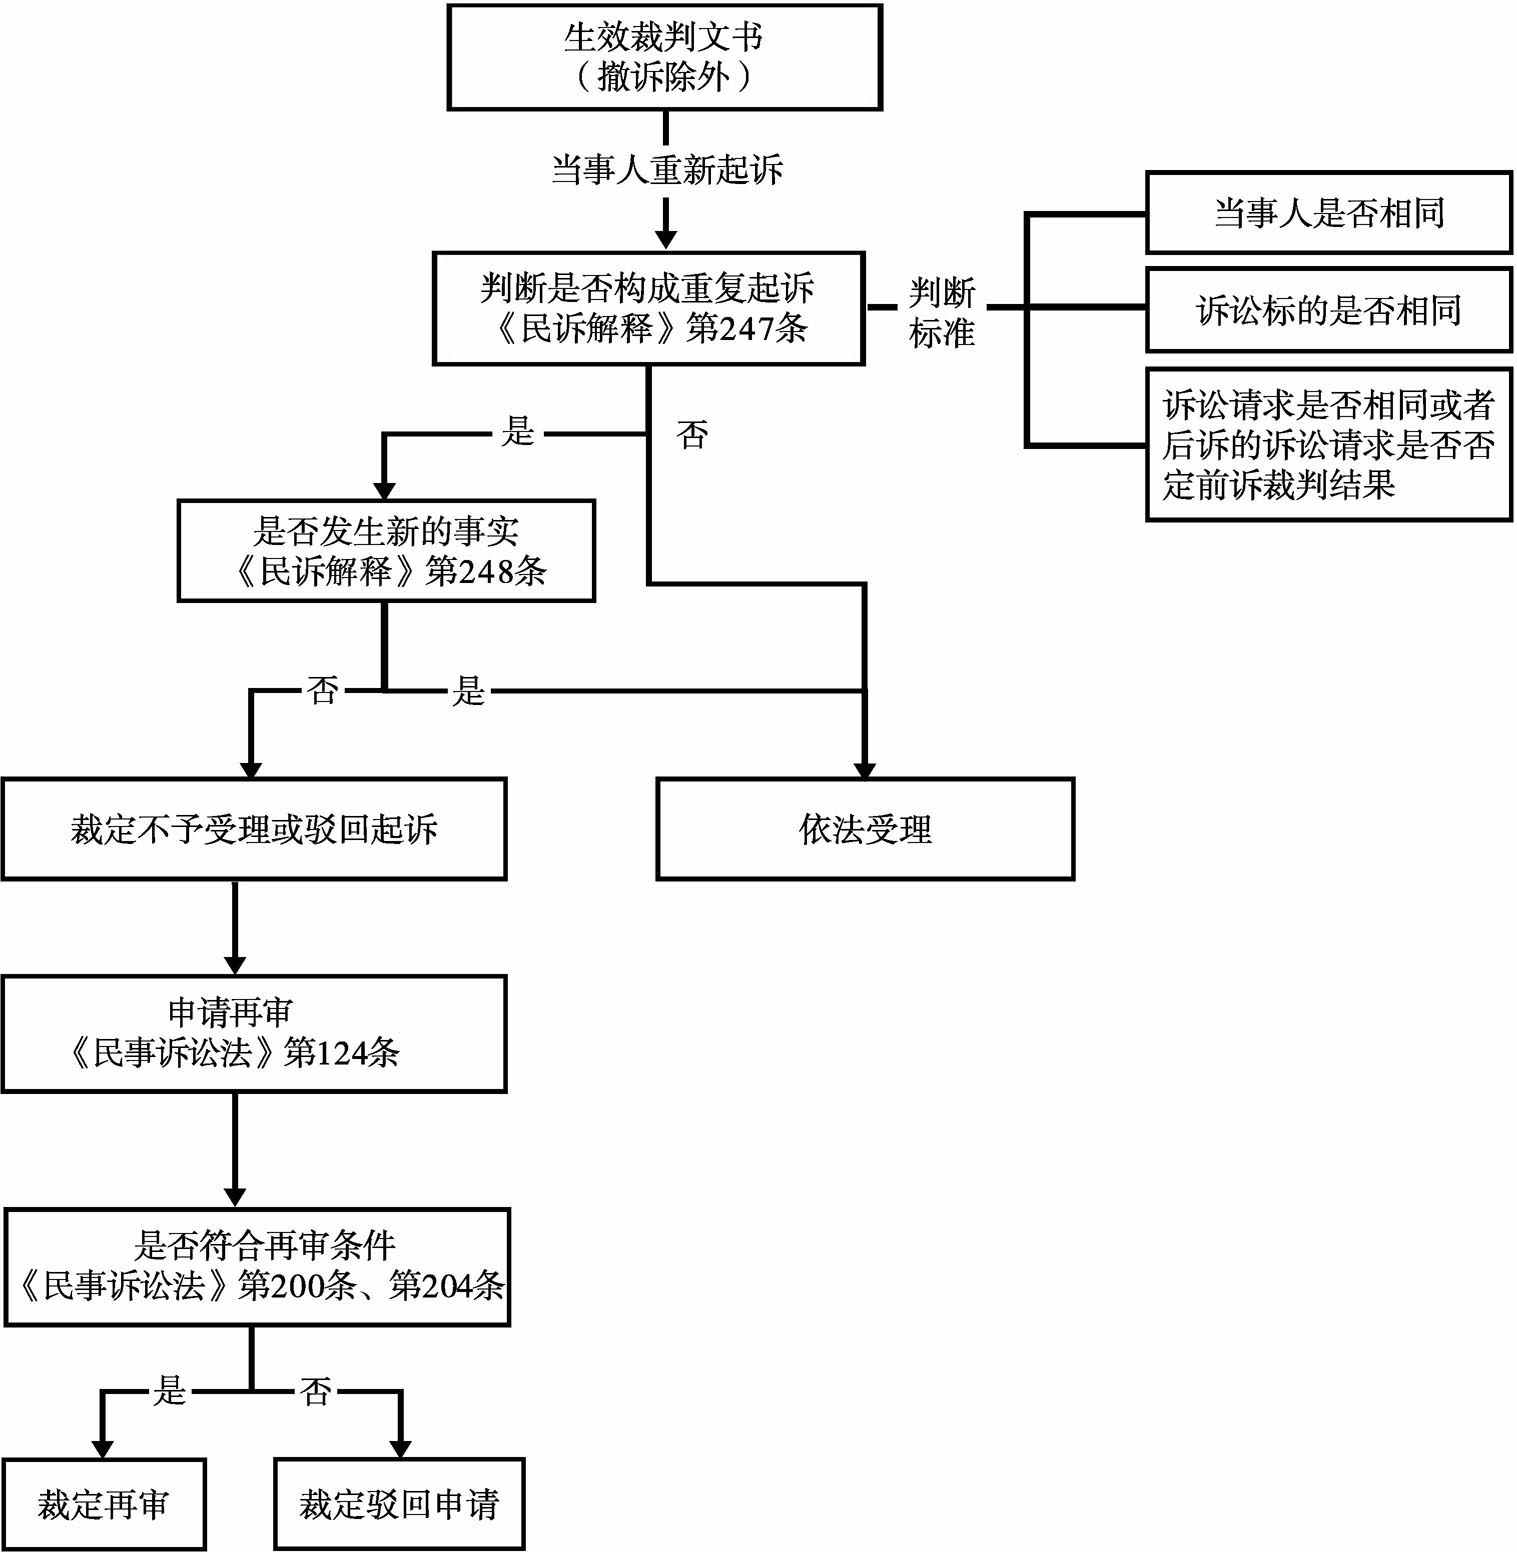 生效裁判文书
（撤诉除外）
当事人重新起诉
判断是否构成重复起诉
《民诉解释》第247条
判断
标准
当事人是否相同
诉讼标的是否相同
诉讼请求是否相同或者
后诉的诉讼请求是否否
定前诉裁判结果
是
否
是否发生新的事实
《民诉解释》第248条
否
是
裁定不予受理或驳回起诉
依法受理
申请再审
《民事诉讼法》第124条
是否符合再审条件
《民事诉讼法》第200条、第204条
是
否
裁定再审
裁定驳回申请